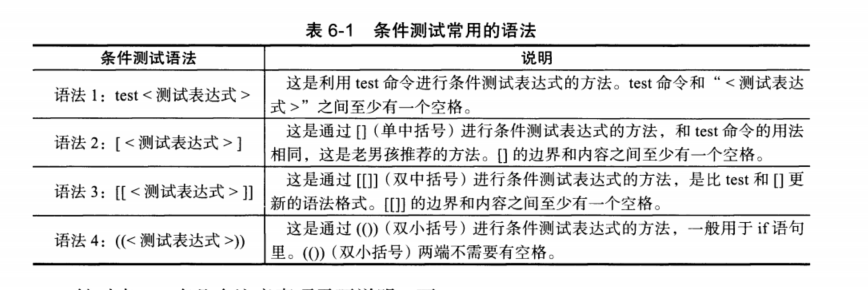 表 6-1 条件测试常用的语法
条件测试语法 说明
语法 1：test < 测试表达式 > 这是利用 test 命令进行条件测试表达式的方法。test 命令和“ < 测试表达
式 >”之间至少有一个空格。
语法 2：[ < 测试表达式 > ] 这是通过 []（单中括号）进行条件测试表达式的方法，和 test 命令的用法
相同，这是老男孩推荐的方法。[] 的边界和内容之间至少有一个空格。
语法 3：[[ < 测试表达式 > ]] 这是通过 [[]]（双中括号）进行条件测试表达式的方法，是比 test 和 [] 更
新的语法格式。[[]] 的边界和内容之间至少有一个空格。
语法 4：((< 测试表达式 >)) 这是通过 (())（双小括号）进行条件测试表达式的方法，一般用于 if 语句
里。(())（双小括号）两端不需要有空格。